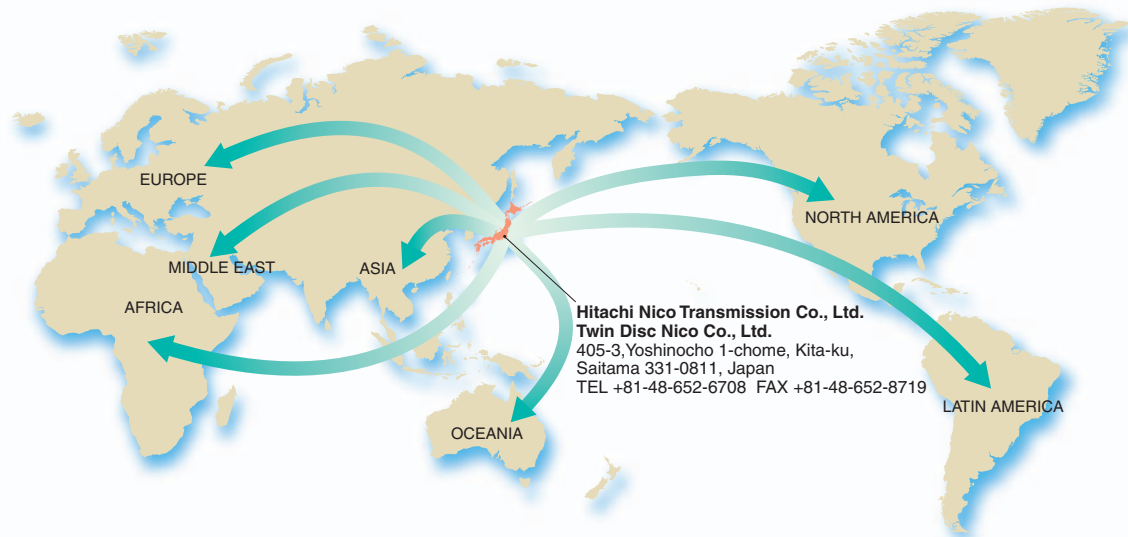 EUROPE
MIDDLE EAST
ASIA
AFRICA
NORTH AMERICA
Hitachi Nico Transmission Co., Ltd.
Twin Disc Nico Co., Ltd.
405-3,Yoshinocho 1-chome, Kita-ku,
Saitama 331-0811, Japan
TEL +81-48-652-6708 FAX +81-48-652-8719
LATIN AMERICA
OCEANIA